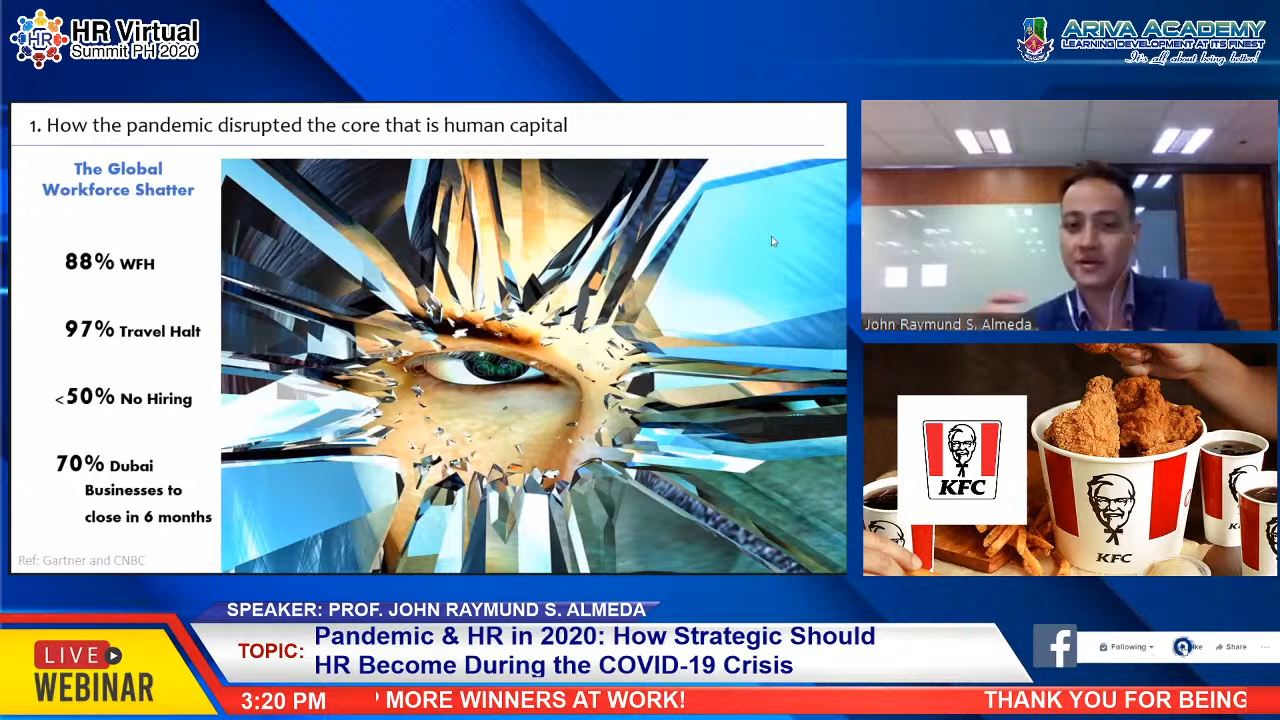 HR Virtual
Summit PH 2020
HR
ARIVA ACADEMY
LEARNING DEVELOPMENT AT ITS FINEST
It's all about being better!
1. How the pandemic disrupted the core that is human capital
The Global
Workforce Shatter
88% WFH
97% Travel Halt
<50% No Hiring
70% Dubai
Businesses to
close in 6 months
Ref: Gartner and CNBC
John Raymund S. Almeda
KFC
KFC
SPEAKER: PROF. JOHN RAYMUND S. ALMEDA
TOPIC:
Pandemic & HR in 2020: How Strategic Should
HR Become During the COVID-19 Crisis
Following
Share
LIVE
WEBINAR
3:20 PM
MORE WINNERS AT WORK!
THANK YOU FOR BEING